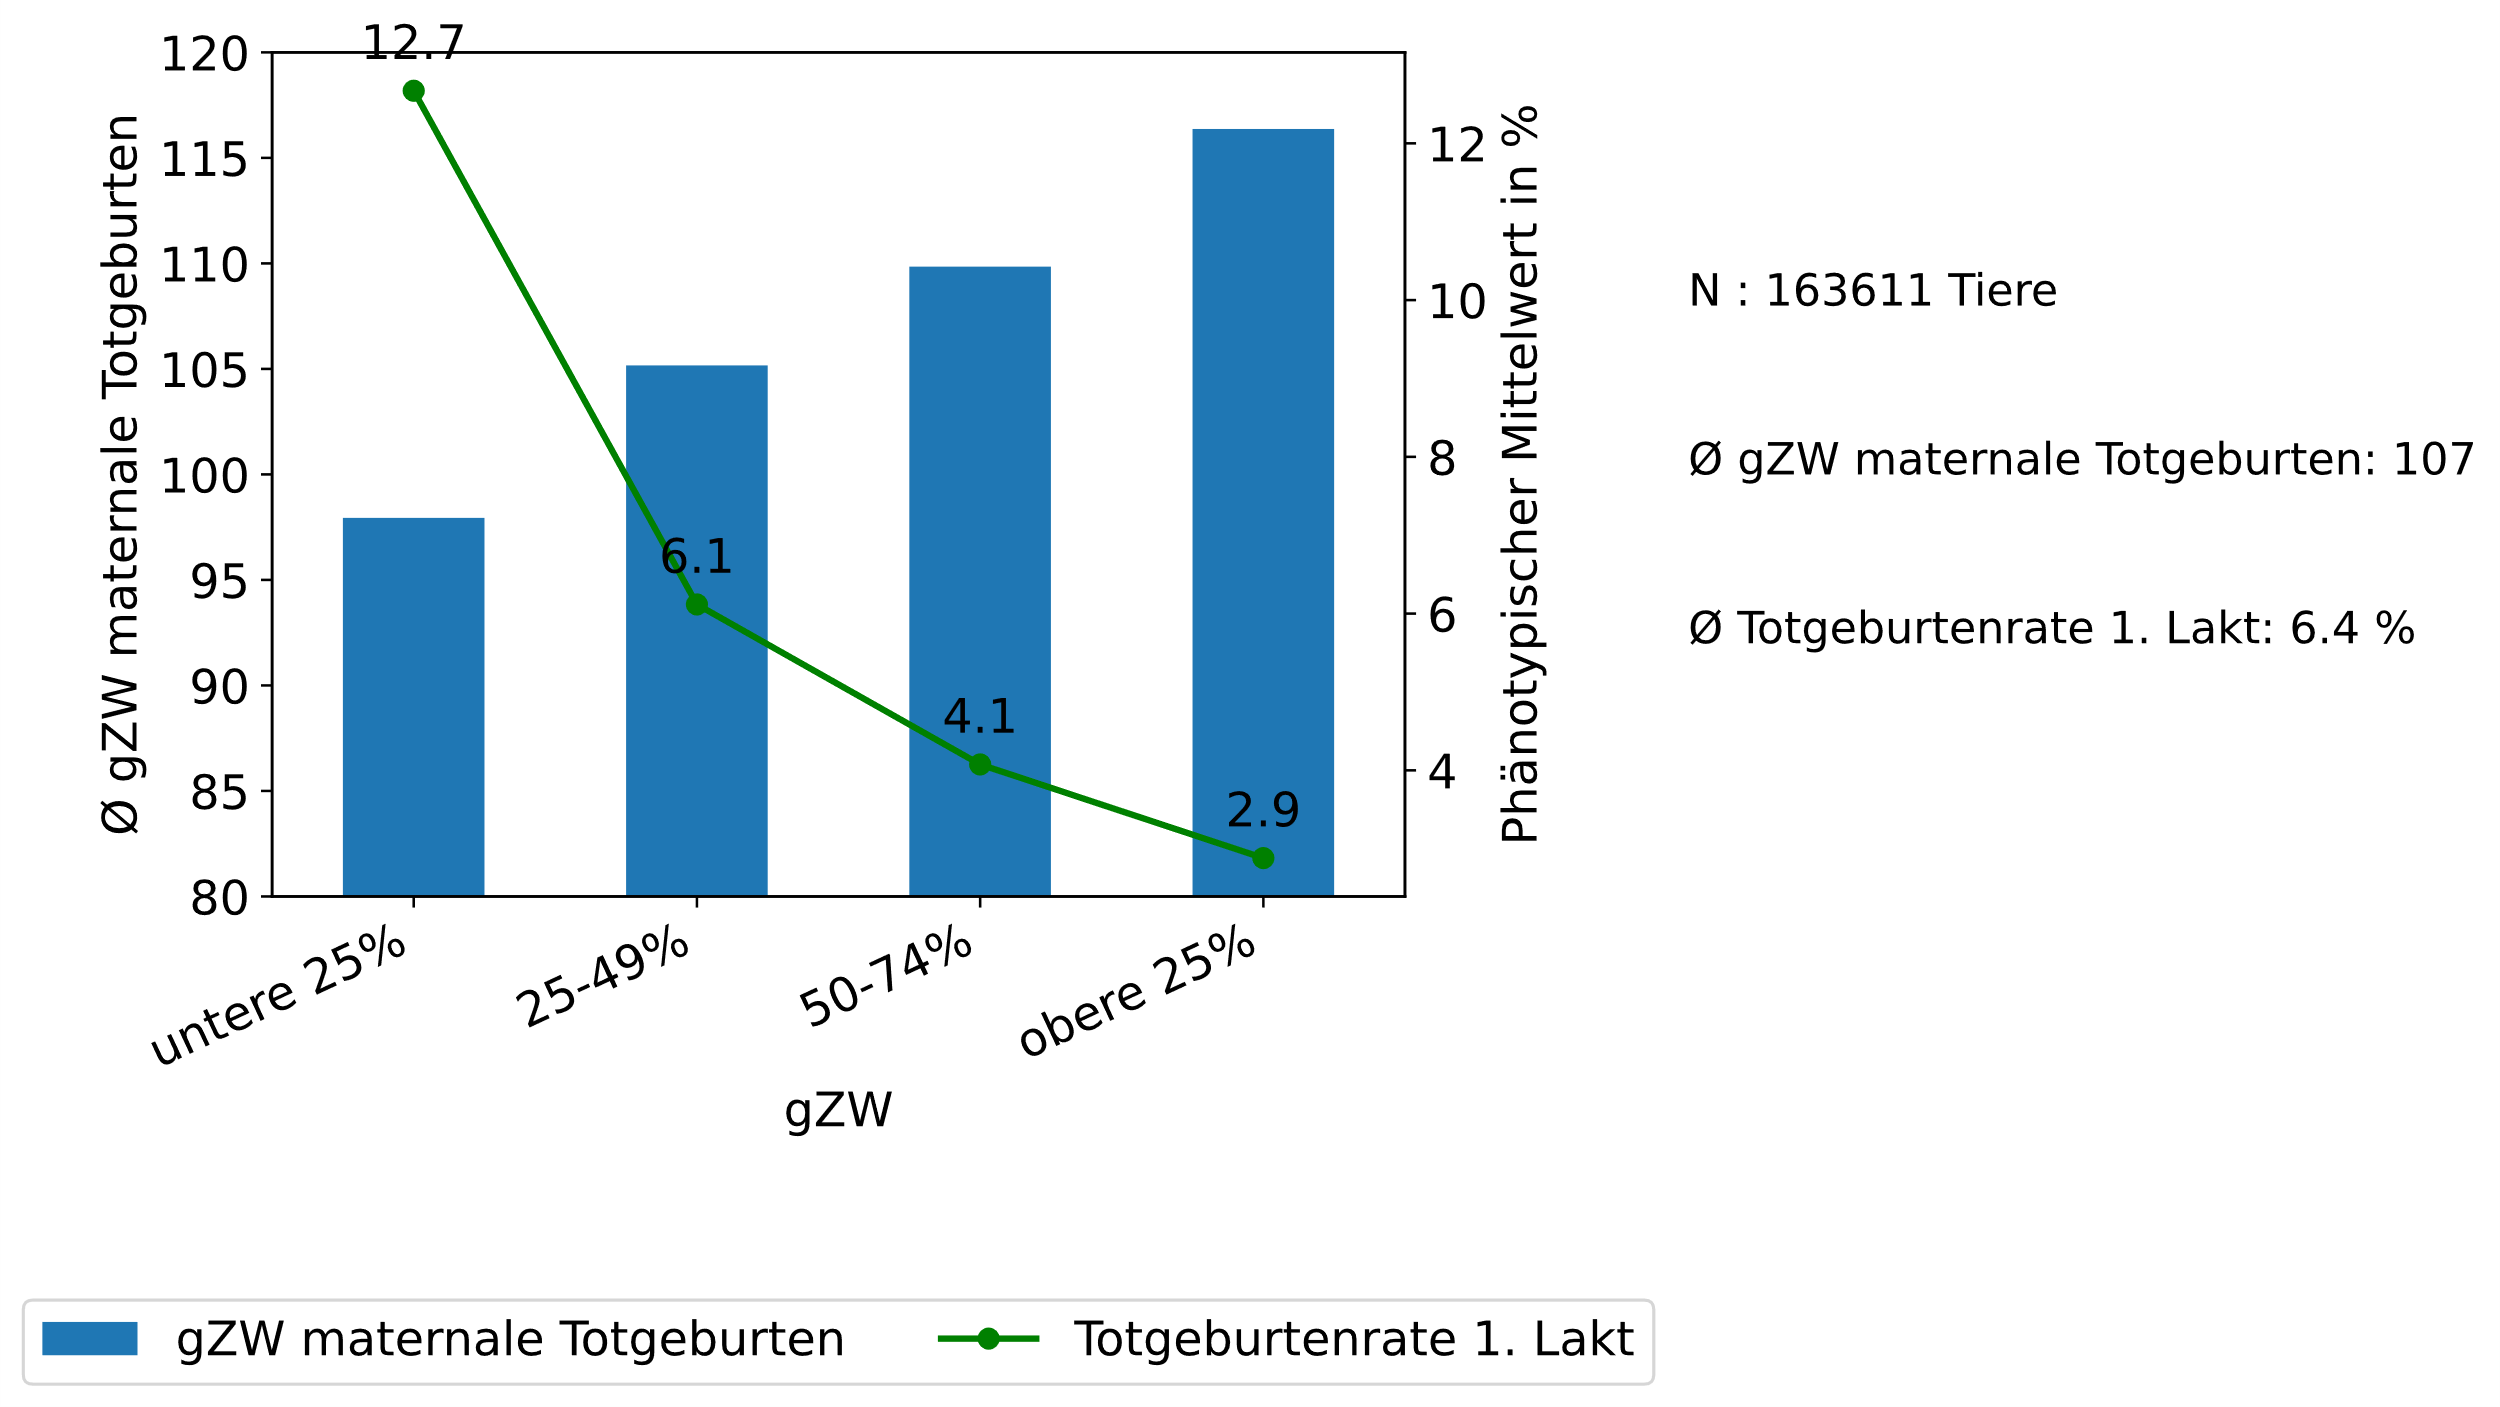 12.7
120
115
110
105
100
95
90
85
80
Ø gZW maternale Totgeburten
6.1
4.1
2.9
12
10
8
6
4
Phänotypischer Mittelwert in %
untere 25%
25-49%
50-74%
obere 25%
gZW
N : 163611 Tiere
Ø gZW maternale Totgeburten: 107
Ø Totgeburtenrate 1. Lakt: 6.4 %
gZW maternale Totgeburten
Totgeburtenrate 1. Lakt